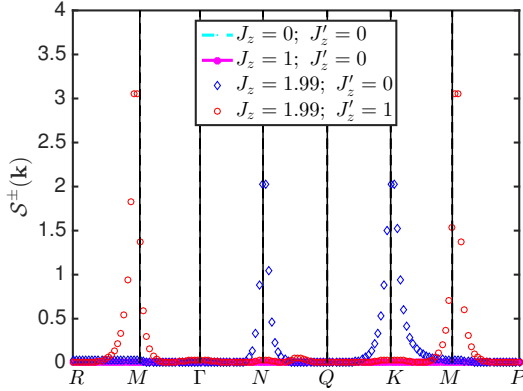 4
3.5
3
2.5
2
1.5
1
0.5
0
S^±(k)
J_z = 0; J'_z = 0
J_z = 1; J'_z = 0
J_z = 1.99; J'_z = 0
J_z = 1.99; J'_z = 1
R M Γ N Q K M P